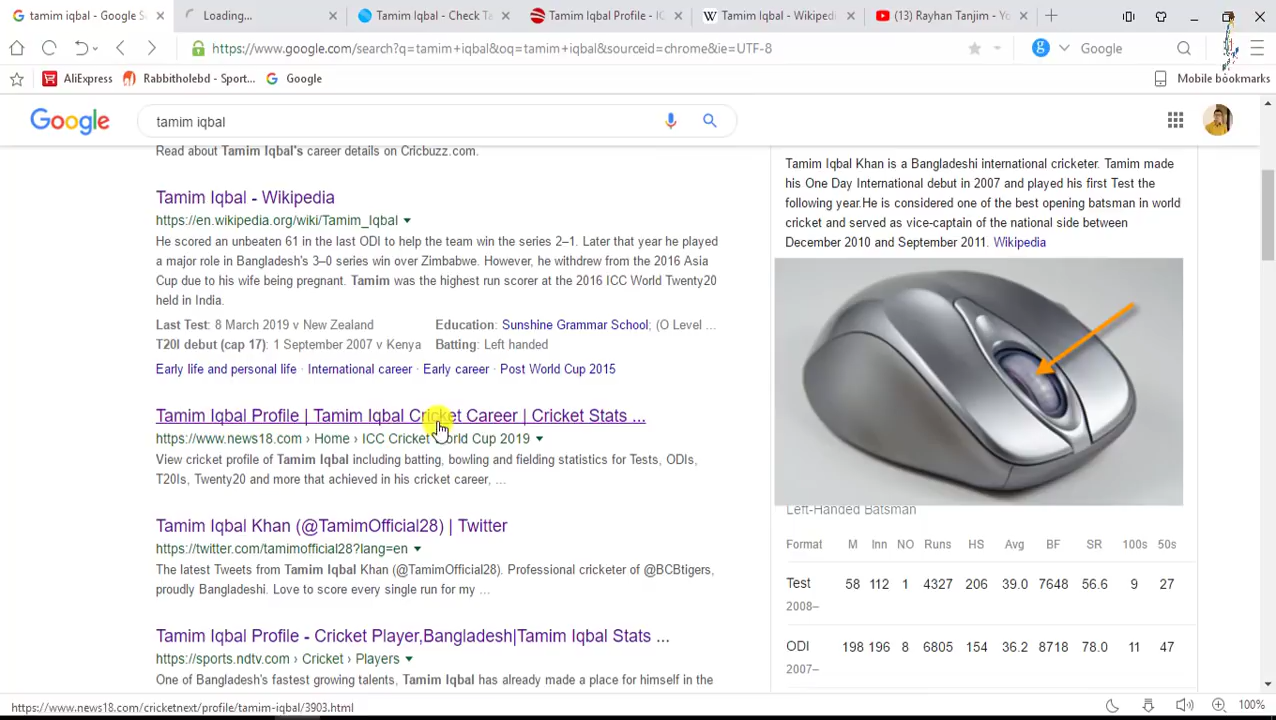 tamim iqbal - Google S
Loading...
Tamim Iqbal - Check Ta
Tamim Iqbal Profile - IC
Tamim Iqbal - Wikipedi
(13) Rayhan Tanjim - Yo
https://www.google.com/search?q=tamim+iqbal&oq=tamim+iqbal&sourceid=chrome&ie=UTF-8
Google
AliExpress
Rabbitholebd - Sport...
Google
Mobile bookmarks
Google
tamim iqbal
Read about Tamim Iqbal's career details on Cricbuzz.com.
Tamim Iqbal - Wikipedia
https://en.wikipedia.org/wiki/Tamim_Iqbal
He scored an unbeaten 61 in the last ODI to help the team win the series 2–1. Later that year he played
a major role in Bangladesh's 3–0 series win over Zimbabwe. However, he withdrew from the 2016 Asia
Cup due to his wife being pregnant. Tamim was the highest run scorer at the 2016 ICC World Twenty20
held in India.
Last Test: 8 March 2019 v New Zealand
Education: Sunshine Grammar School; (O Level ...
T20I debut (cap 17): 1 September 2007 v Kenya
Batting: Left handed
Early life and personal life · International career · Early career · Post World Cup 2015
Tamim Iqbal Profile | Tamim Iqbal Cricket Career | Cricket Stats ...
https://www.news18.com › Home › ICC Cricket World Cup 2019
View cricket profile of Tamim Iqbal including batting, bowling and fielding statistics for Tests, ODIs,
T20Is, Twenty20 and more that achieved in his cricket career, ...
Tamim Iqbal Khan (@TamimOfficial28) | Twitter
https://twitter.com/tamimofficial28?lang=en
The latest Tweets from Tamim Iqbal Khan (@TamimOfficial28). Professional cricketer of @BCBtigers,
proudly Bangladeshi. Love to score every single run for my ...
Tamim Iqbal Profile - Cricket Player,Bangladesh|Tamim Iqbal Stats ...
https://sports.ndtv.com › Cricket › Players
One of Bangladesh's fastest growing talents, Tamim Iqbal has already made a place for himself in the
Tamim Iqbal Khan is a Bangladeshi international cricketer. Tamim made
his One Day International debut in 2007 and played his first Test the
following year.He is considered one of the best opening batsman in world
cricket and served as vice-captain of the national side between
December 2010 and September 2011. Wikipedia
Left-Handed Batsman
Format M Inn NO Runs HS Avg BF SR 100s 50s
Test 58 112 1 4327 206 39.0 7648 56.6 9 27
2008–
ODI 198 196 8 6805 154 36.2 8718 78.0 11 47
2007–
https://www.news18.com/cricketnext/profile/tamim-iqbal/3903.html
100%